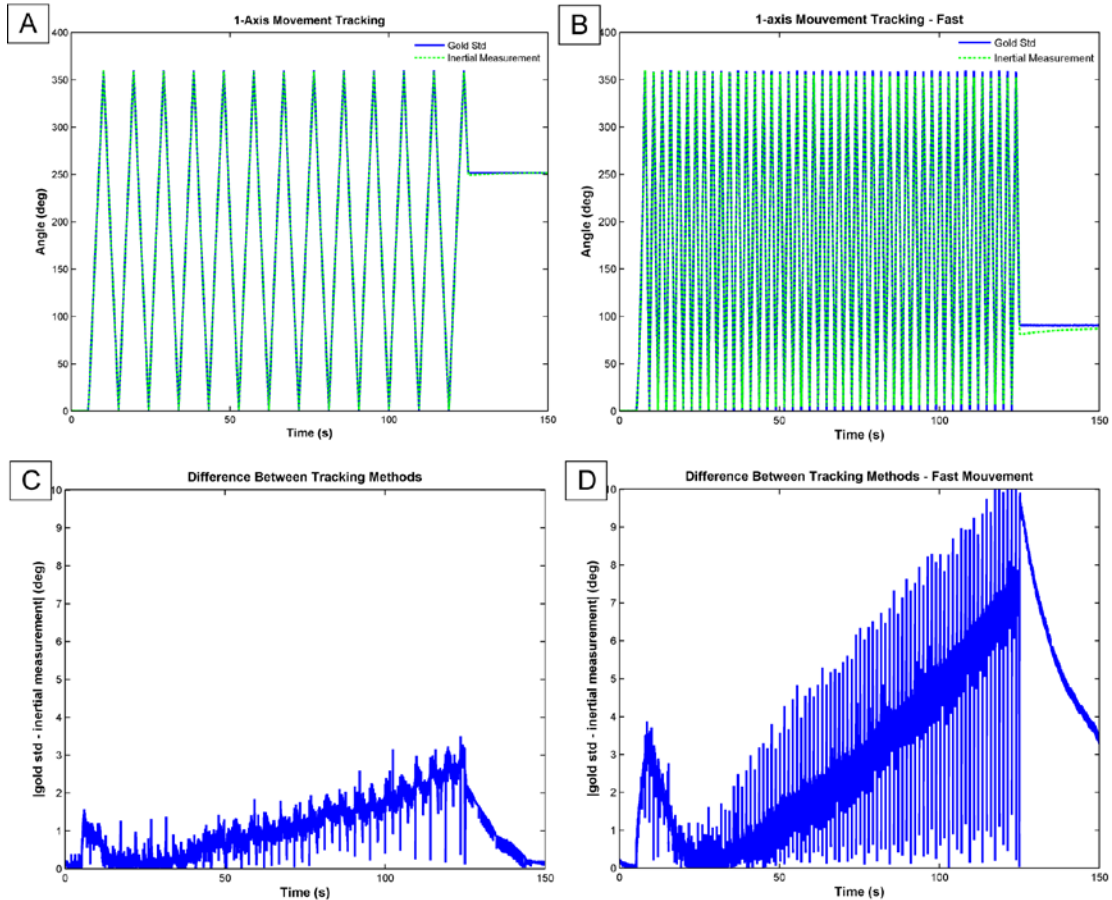 A
1-Axis Movement Tracking
Gold Std
Inertial Measurement
Angle (deg)
400
350
300
250
200
150
100
50
0
0 50 100 150
Time (s)
B
1-axis Mouvement Tracking - Fast
Gold Std
Inertial Measurement
Angle (deg)
400
350
300
250
200
150
100
50
0
0 50 100 150
Time (s)
C
Difference Between Tracking Methods
|gold std - inertial measurement| (deg)
10
9
8
7
6
5
4
3
2
1
0
0 50 100 150
Time (s)
D
Difference Between Tracking Methods - Fast Mouvement
|gold std - inertial measurement| (deg)
10
9
8
7
6
5
4
3
2
1
0
0 50 100 150
Time (s)